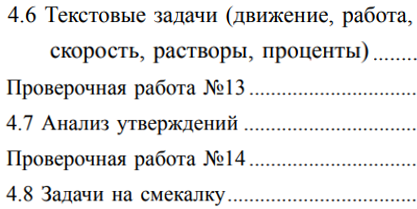 4.6 Текстовые задачи (движение, работа,
скорость, растворы, проценты)........
Проверочная работа №13..............................
4.7 Анализ утверждений ...............................
Проверочная работа №14..............................
4.8 Задачи на смекалку..................................